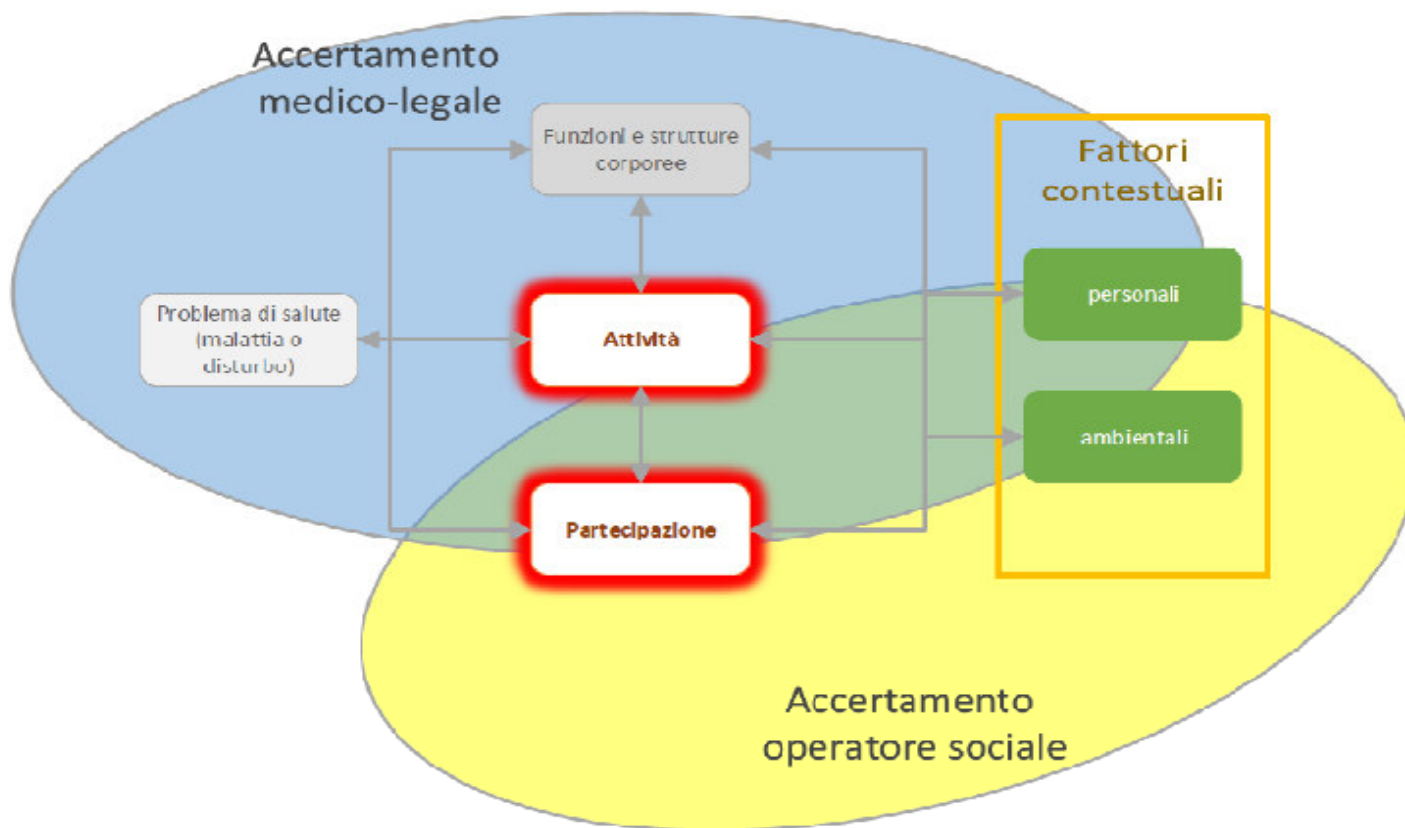 Accertamento
medico-legale
Funzioni e strutture
corporee
Fattori
contestuali
personali
Problema di salute
(malattia o
disturbo)
Attività
ambientali
Partecipazione
Accertamento
operatore sociale